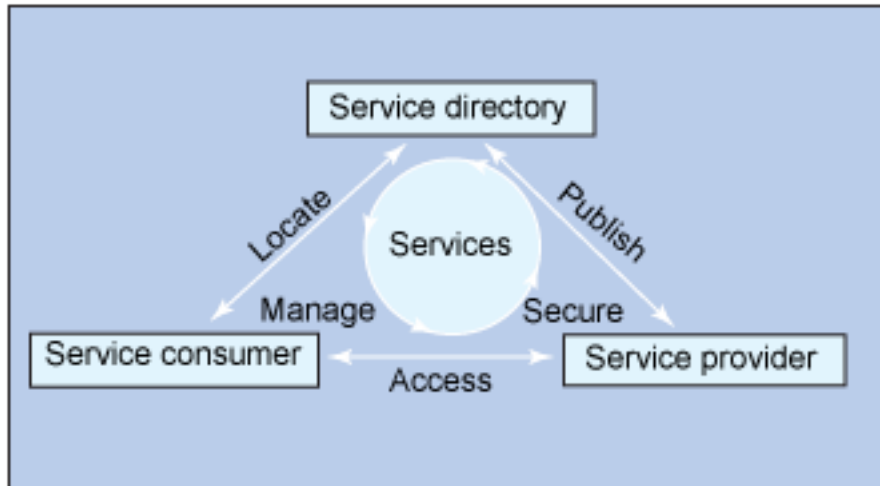 Service directory
Locate
Publish
Services
Manage
Secure
Service consumer
Access
Service provider